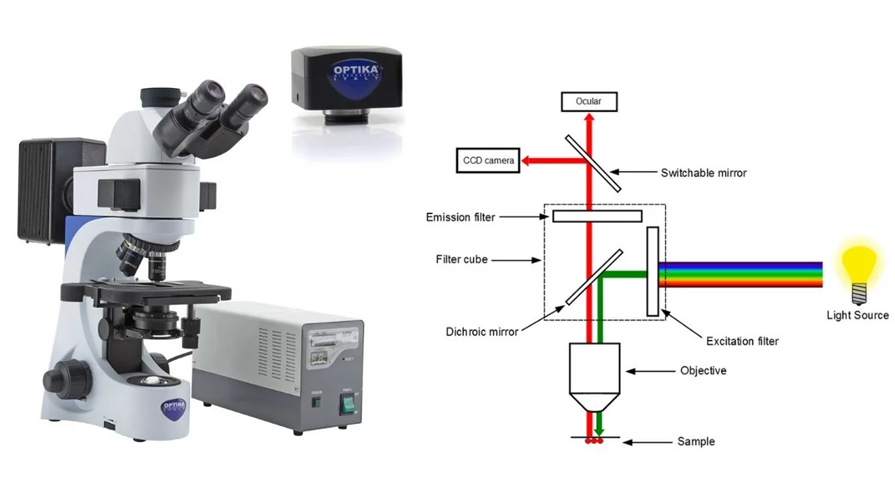 OPTIKA
ITALY
OPTIKA
Ocular
CCD camera
Switchable mirror
Emission filter
Filter cube
Dichroic mirror
Excitation filter
Light Source
Objective
Sample